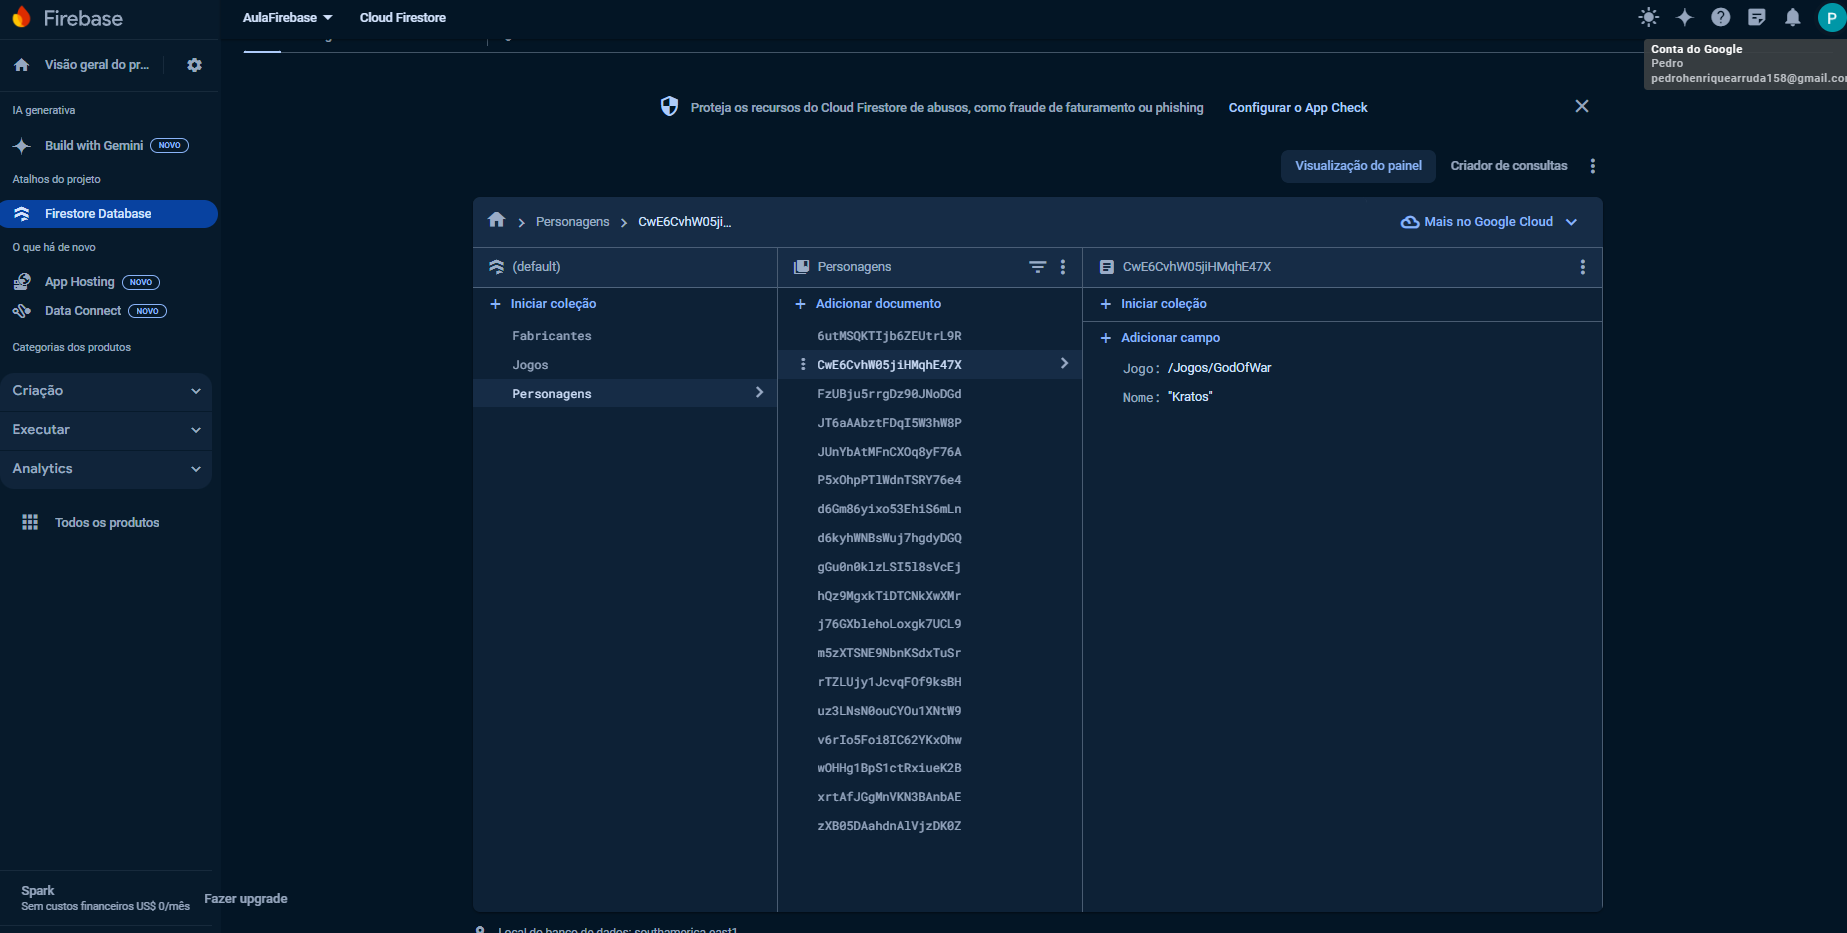 Firebase
AulaFirebase
Cloud Firestore
P
Conta do Google
Pedro
pedrohenriquearruda158@gmail.co
Visão geral do pr...
IA generativa
Build with Gemini NOVO
Atalhos do projeto
Firestore Database
O que há de novo
App Hosting NOVO
Data Connect NOVO
Categorias dos produtos
Criação
Executar
Analytics
Todos os produtos
Spark
Sem custos financeiros US$ 0/mês
Fazer upgrade
Proteja os recursos do Cloud Firestore de abusos, como fraude de faturamento ou phishing
Configurar o App Check
Visualização do painel
Criador de consultas
Personagens
CwE6CvhW05ji...
Mais no Google Cloud
(default)
Iniciar coleção
Fabricantes
Jogos
Personagens
Personagens
Adicionar documento
6utMSQKTIjb6ZEUtrL9R
CwE6CvhW05jiHMqhE47X
FzUBju5rrgDz90JNoDGd
JT6aAAbztFDqI5W3hW8P
JUnYbAtMFnCXOq8yF76A
P5xOhpPTlWdnTSRY76e4
d6Gm86yixo53EhiS6mLn
d6kyhWNBsWuj7hgdyDGQ
gGu0n0klzLSI5l8sVcEj
hQz9MgxkTiDTCNkXwXMr
j76GXblehoLoxgk7UCL9
m5zXTSNE9NbnKSdxTuSr
rTZLUjy1JcvqFOf9ksBH
uz3LNsN0ouCYOu1XNtW9
v6rIo5Foi8IC62YKxOhw
wOHHg1BpS1ctRxiueK2B
xrtAfJGgMnVKN3BAnbAE
zXB05DAahdnAlVjzDK0Z
CwE6CvhW05jiHMqhE47X
Iniciar coleção
Adicionar campo
Jogo: /Jogos/GodOfWar
Nome: "Kratos"
Local do banco de dados: southamerica-east1